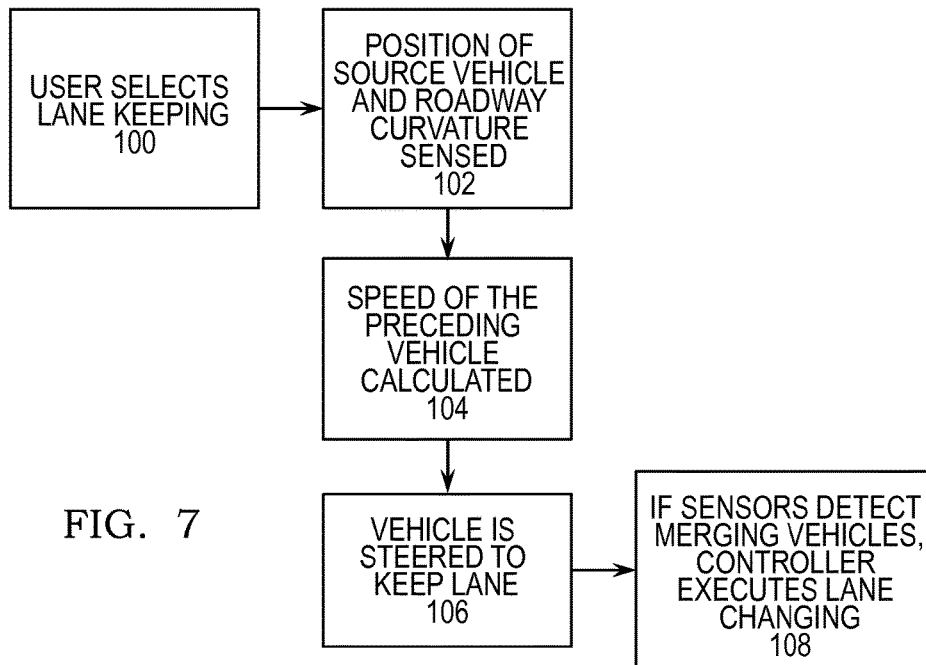 USER SELECTS
LANE KEEPING
100
POSITION OF
SOURCE VEHICLE
AND ROADWAY
CURVATURE
SENSED
102
SPEED OF THE
PRECEDING
VEHICLE
CALCULATED
104
VEHICLE IS
STEERED TO
KEEP LANE
106
IF SENSORS DETECT
MERGING VEHICLES,
CONTROLLER
EXECUTES LANE
CHANGING
108
FIG. 7